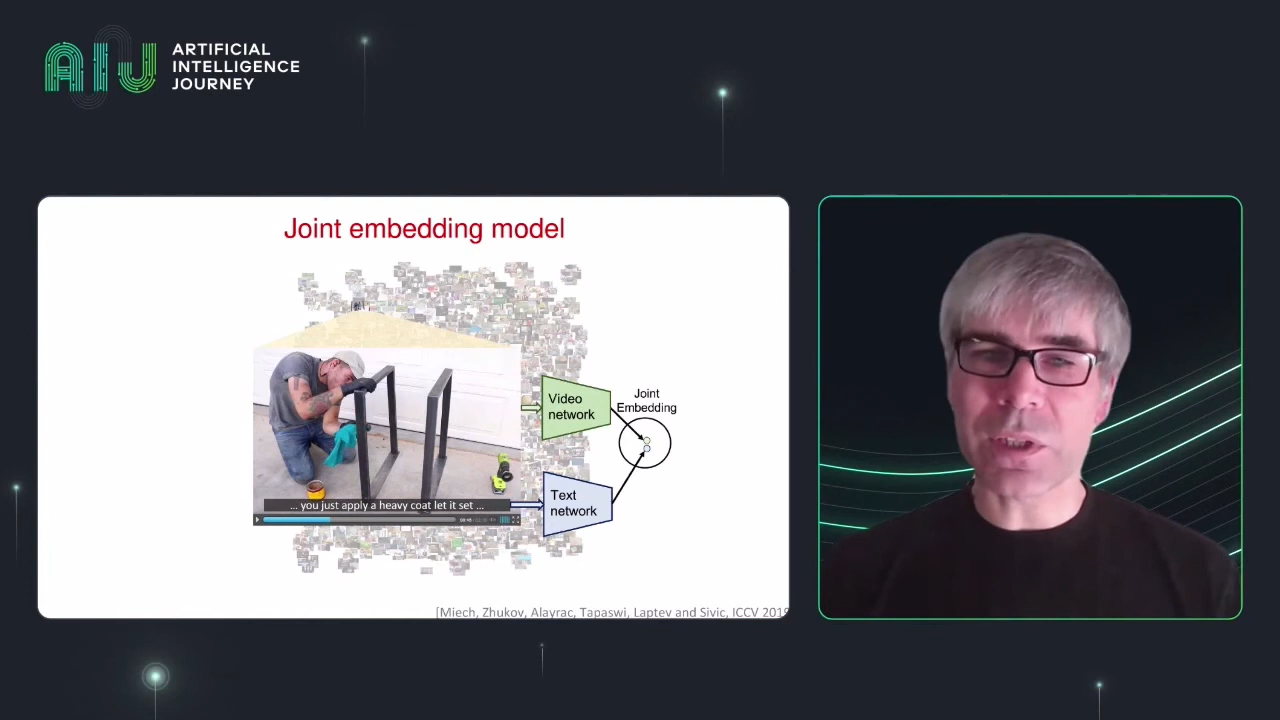 ARTIFICIAL
INTELLIGENCE
JOURNEY
Joint embedding model
Video
network
Joint
Embedding
... you just apply a heavy coat let it set ...
Text
network
[Miech, Zhukov, Alayrac, Tapaswi, Laptev and Sivic, ICCV 2019